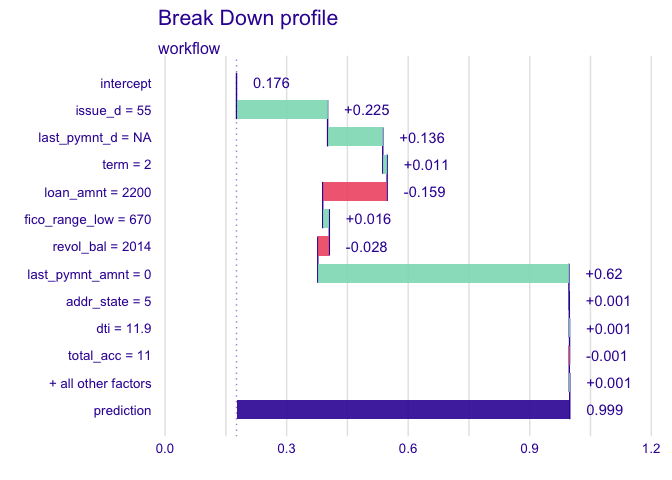 Break Down profile
workflow
intercept 0.176
issue_d = 55 +0.225
last_pymnt_d = NA +0.136
term = 2 +0.011
loan_amnt = 2200 -0.159
fico_range_low = 670 +0.016
revol_bal = 2014 -0.028
last_pymnt_amnt = 0 +0.62
addr_state = 5 +0.001
dti = 11.9 +0.001
total_acc = 11 -0.001
+ all other factors +0.001
prediction 0.999
0.0 0.3 0.6 0.9 1.2